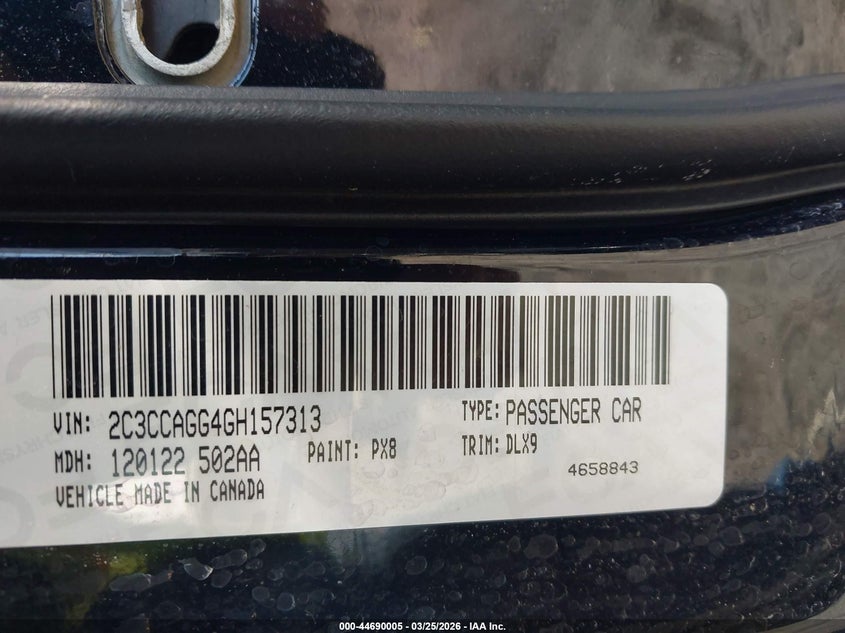 VIN: 2C3CCAGG4GH157313 TYPE: PASSENGER CAR
MDH: 120122 502AA PAINT: PX8 TRIM: DLX9
VEHICLE MADE IN CANADA 4658843
000-44690005 - 03/25/2026 - IAA Inc.